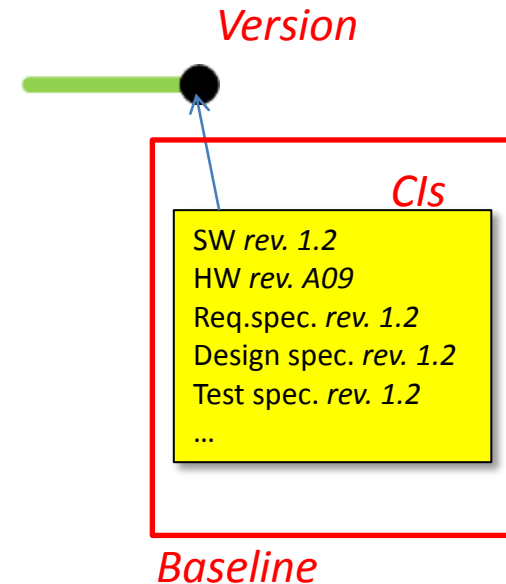 Version
CIs
SW rev. 1.2
HW rev. A09
Req.spec. rev. 1.2
Design spec. rev. 1.2
Test spec. rev. 1.2
…
Baseline